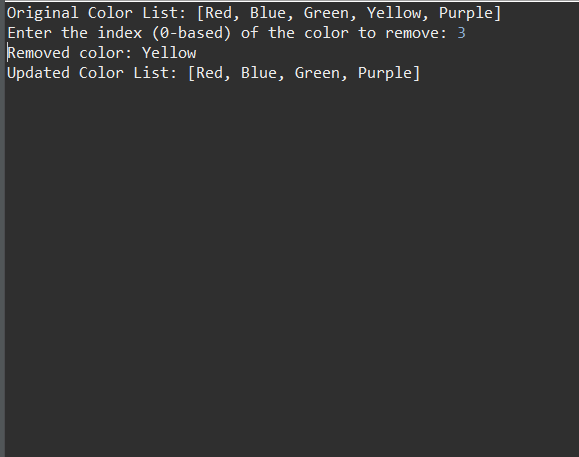 Original Color List: [Red, Blue, Green, Yellow, Purple]
Enter the index (0-based) of the color to remove: 3
Removed color: Yellow
Updated Color List: [Red, Blue, Green, Purple]